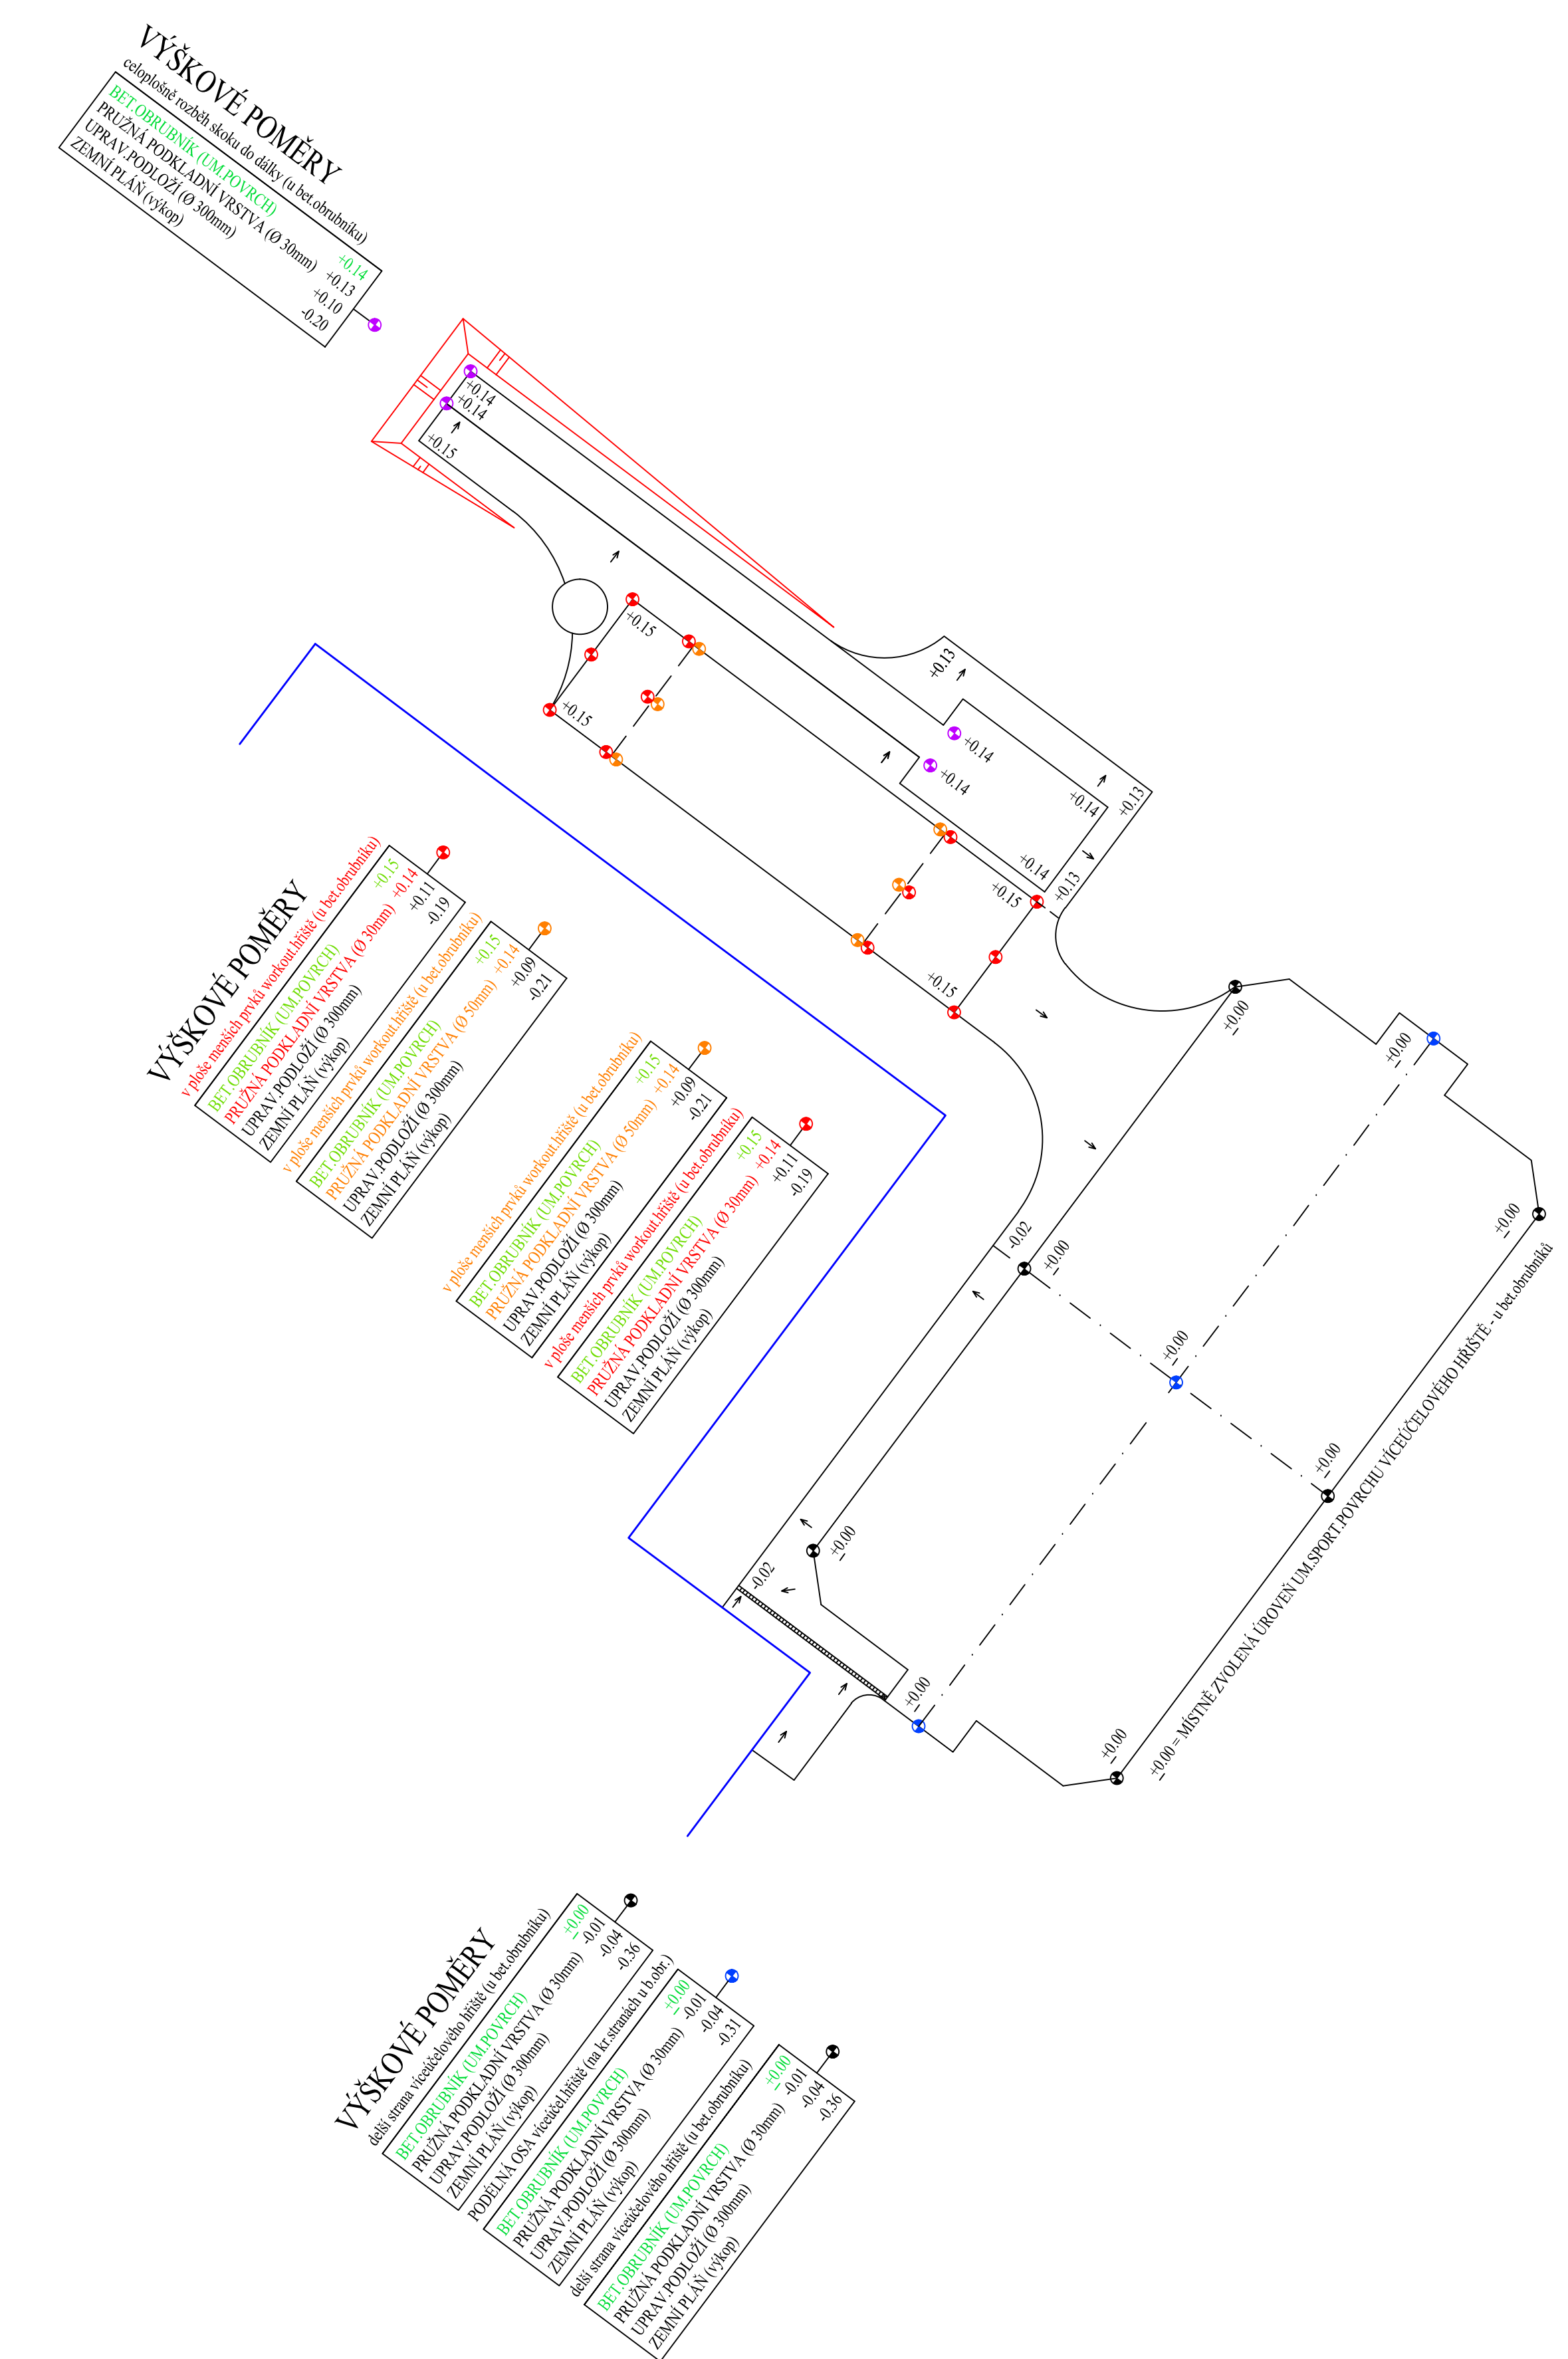 VÝŠKOVÉ POMĚRY
celoplošně rozběh skoku do dálky (u bet.obrubníku)
BET.OBRUBNÍK (UM.POVRCH) +0.14
PRUŽNÁ PODKLADNÍ VRSTVA (Ø 30mm) +0.13
UPRAV.PODLOŽÍ (Ø 300mm) +0.10
ZEMNÍ PLÁŇ (výkop) -0.20
+0.14
+0.14
+0.15
+0.15
+0.15
+0.13
+0.14
+0.14
+0.14
+0.13
+0.14
+0.13
+0.15
+0.15
VÝŠKOVÉ POMĚRY
v ploše menších prvků workout.hřiště (u bet.obrubníku)
BET.OBRUBNÍK (UM.POVRCH) +0.15
PRUŽNÁ PODKLADNÍ VRSTVA (Ø 30mm) +0.14
UPRAV.PODLOŽÍ (Ø 300mm) +0.11
ZEMNÍ PLÁŇ (výkop) -0.19
v ploše menších prvků workout.hřiště (u bet.obrubníku)
BET.OBRUBNÍK (UM.POVRCH) +0.15
PRUŽNÁ PODKLADNÍ VRSTVA (Ø 50mm) +0.14
UPRAV.PODLOŽÍ (Ø 300mm) +0.09
ZEMNÍ PLÁŇ (výkop) -0.21
v ploše menších prvků workout.hřiště (u bet.obrubníku)
BET.OBRUBNÍK (UM.POVRCH) +0.15
PRUŽNÁ PODKLADNÍ VRSTVA (Ø 50mm) +0.14
UPRAV.PODLOŽÍ (Ø 300mm) +0.09
ZEMNÍ PLÁŇ (výkop) -0.21
v ploše menších prvků workout.hřiště (u bet.obrubníku)
BET.OBRUBNÍK (UM.POVRCH) +0.15
PRUŽNÁ PODKLADNÍ VRSTVA (Ø 30mm) +0.14
UPRAV.PODLOŽÍ (Ø 300mm) +0.11
ZEMNÍ PLÁŇ (výkop) -0.19
±0.00
±0.00
±0.00
-0.02
±0.00
±0.00
±0.00
±0.00
-0.02
±0.00
±0.00
±0.00 = MÍSTNĚ ZVOLENÁ ÚROVEŇ UM.SPORT.POVRCHU VÍCEÚČELOVÉHO HŘIŠTĚ - u bet.obrubníků
VÝŠKOVÉ POMĚRY
delší strana víceúčelového hřiště (u bet.obrubníku)
BET.OBRUBNÍK (UM.POVRCH) ±0.00
PRUŽNÁ PODKLADNÍ VRSTVA (Ø 30mm) -0.01
UPRAV.PODLOŽÍ (Ø 300mm) -0.04
ZEMNÍ PLÁŇ (výkop) -0.36
PODÉLNÁ OSA víceúčel.hřiště (na kr.stranách u b.obr.)
BET.OBRUBNÍK (UM.POVRCH) ±0.00
PRUŽNÁ PODKLADNÍ VRSTVA (Ø 30mm) -0.01
UPRAV.PODLOŽÍ (Ø 300mm) -0.04
ZEMNÍ PLÁŇ (výkop) -0.31
delší strana víceúčelového hřiště (u bet.obrubníku)
BET.OBRUBNÍK (UM.POVRCH) ±0.00
PRUŽNÁ PODKLADNÍ VRSTVA (Ø 30mm) -0.01
UPRAV.PODLOŽÍ (Ø 300mm) -0.04
ZEMNÍ PLÁŇ (výkop) -0.36